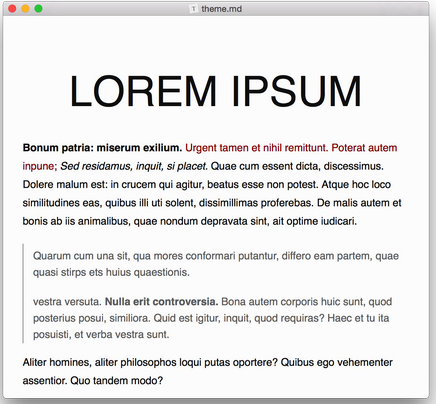 theme.md
LOREM IPSUM
Bonum patria: miserum exilium. Urgent tamen et nihil remittunt. Poterat autem
inpune; Sed residamus, inquit, si placet. Quae cum essent dicta, discessimus.
Dolere malum est: in crucem qui agitur, beatus esse non potest. Atque hoc loco
similitudines eas, quibus illi uti solent, dissimillimas proferebas. De malis autem et
bonis ab iis animalibus, quae nondum depravata sint, ait optime iudicari.
Quarum cum una sit, qua mores conformari putantur, differo eam partem, quae
quasi stirps ets huius quaestionis.
vestra versuta. Nulla erit controversia. Bona autem corporis huic sunt, quod
posterius posui, similiora. Quid est igitur, inquit, quod requiras? Haec et tu ita
posuisti, et verba vestra sunt.
Aliter homines, aliter philosophos loqui putas oportere? Quibus ego vehementer
assentior. Quo tandem modo?